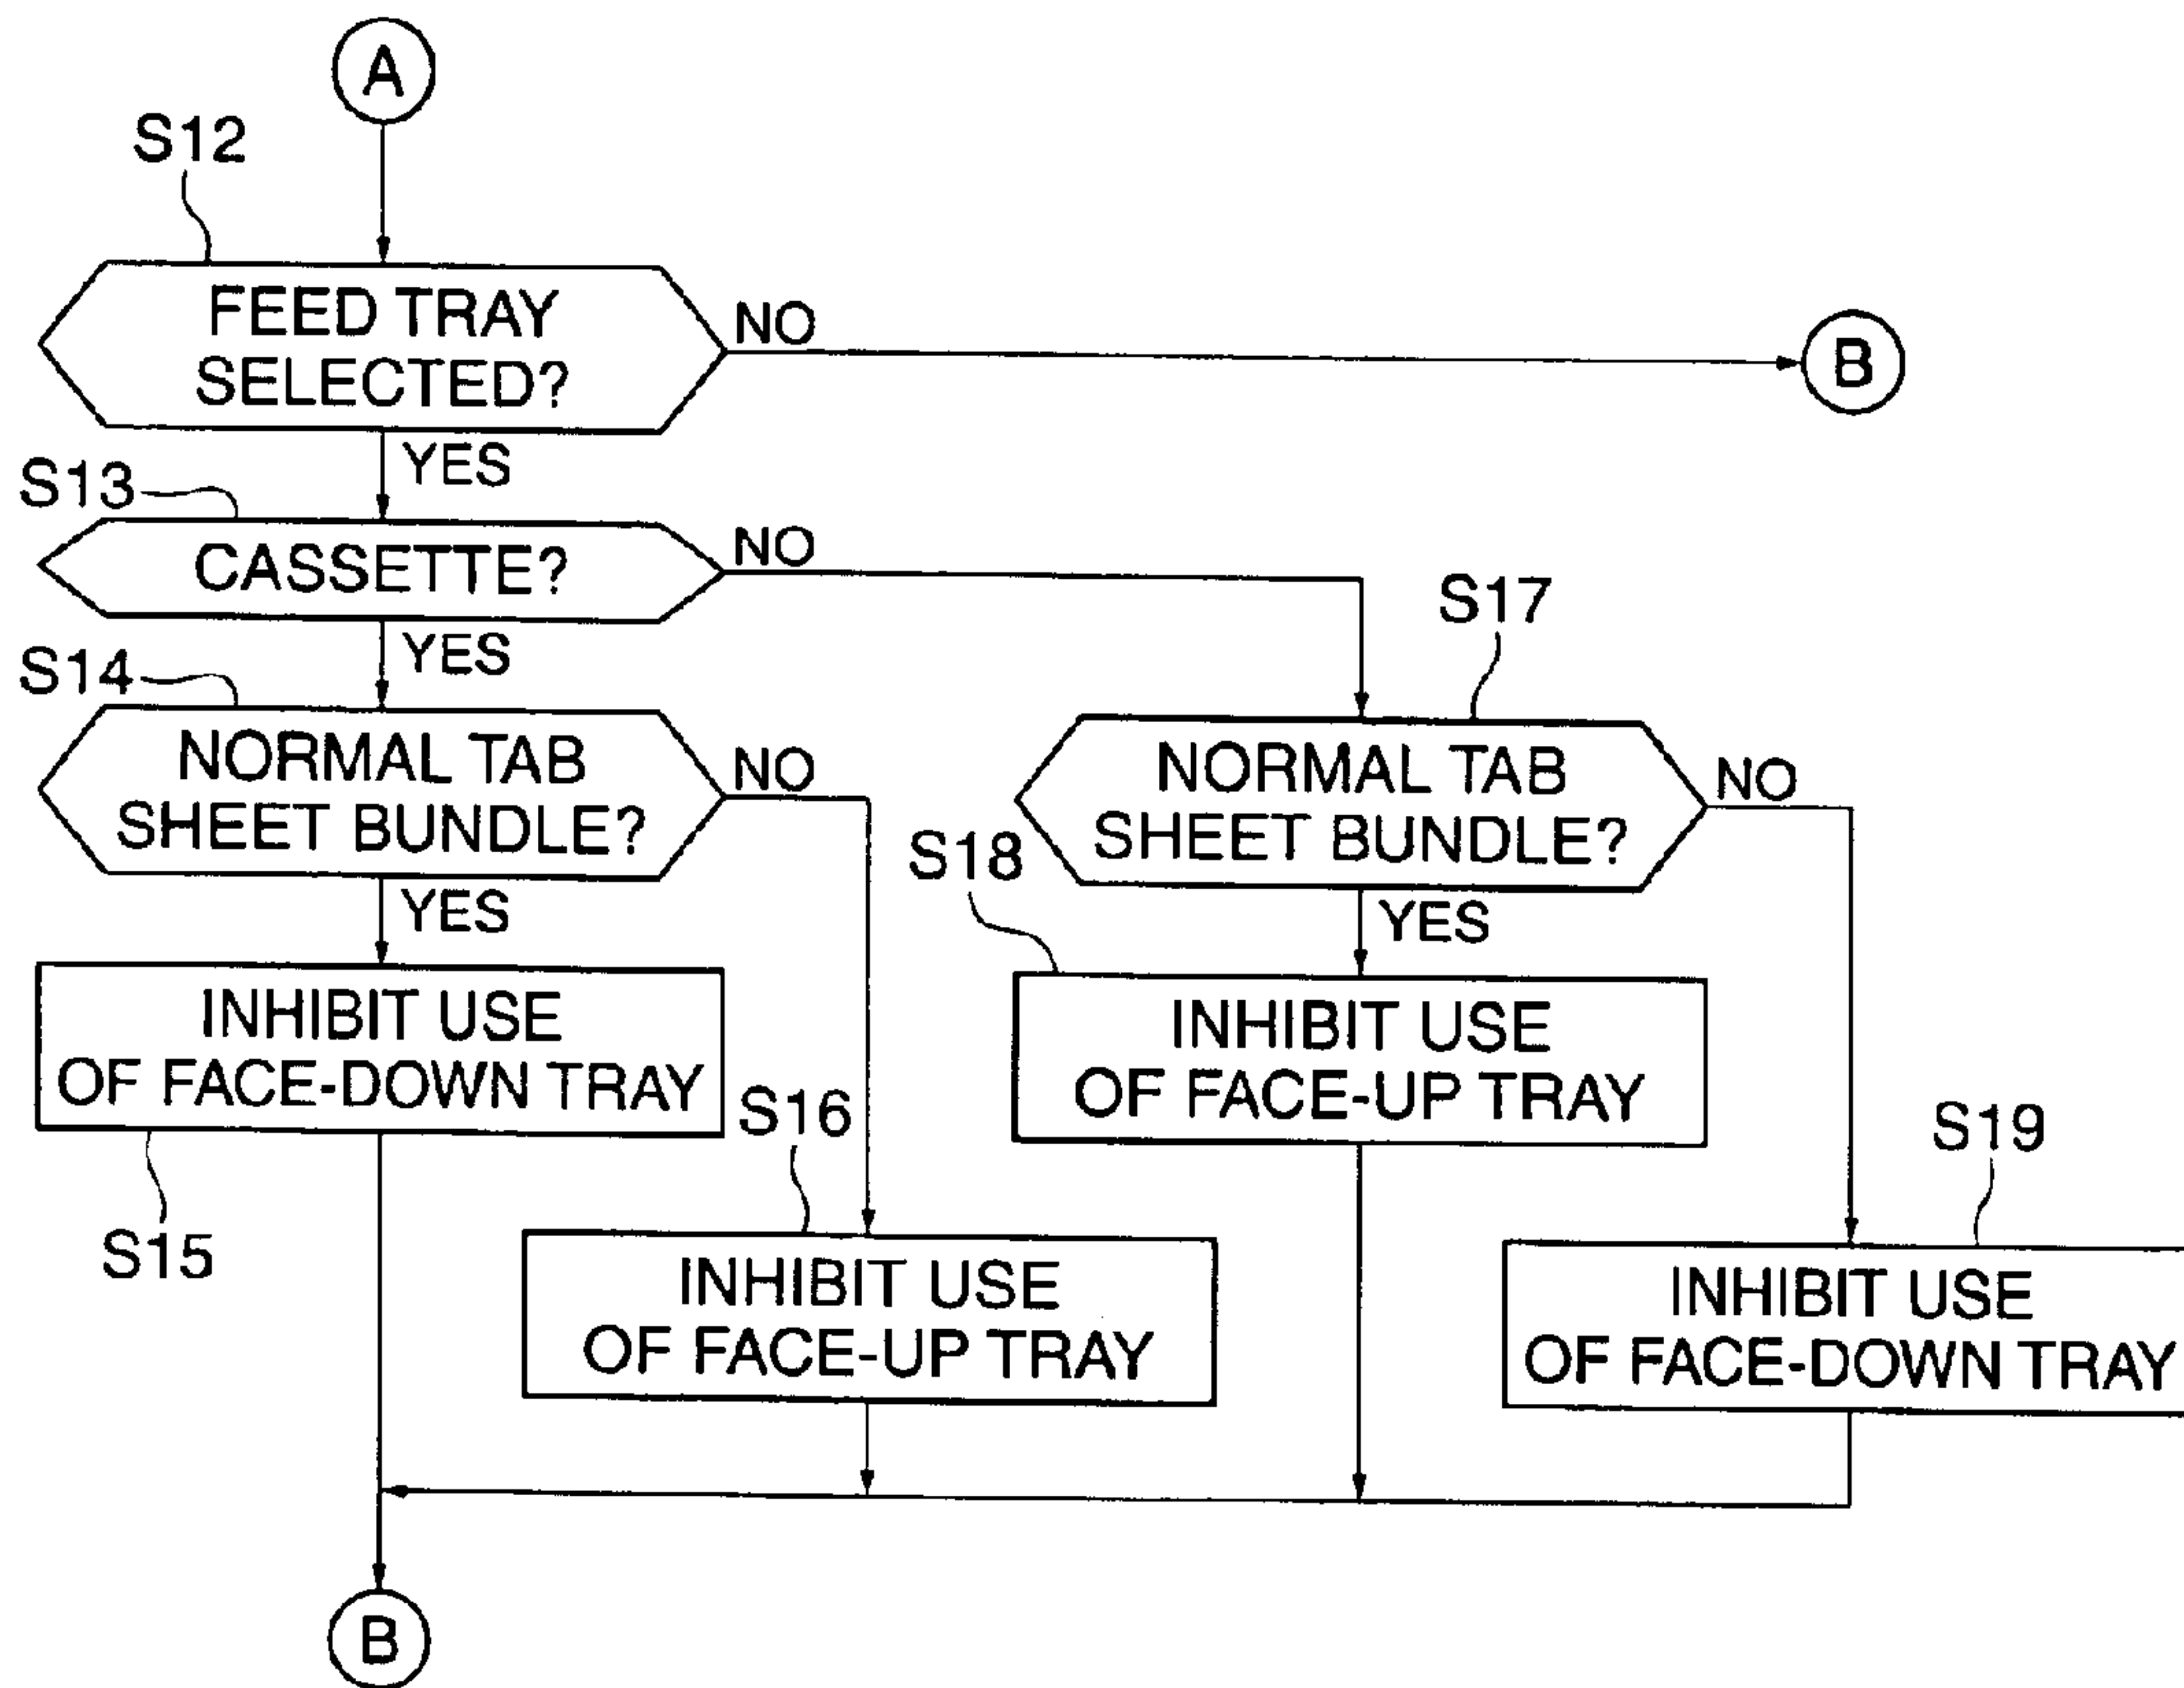 A
S12
FEED TRAY
SELECTED?
NO
B
YES
S13
CASSETTE?
NO
YES
S14
NORMAL TAB
SHEET BUNDLE?
NO
YES
S17
NORMAL TAB
SHEET BUNDLE?
NO
YES
S15
INHIBIT USE
OF FACE-DOWN TRAY
S18
INHIBIT USE
OF FACE-UP TRAY
S16
INHIBIT USE
OF FACE-UP TRAY
S19
INHIBIT USE
OF FACE-DOWN TRAY
B